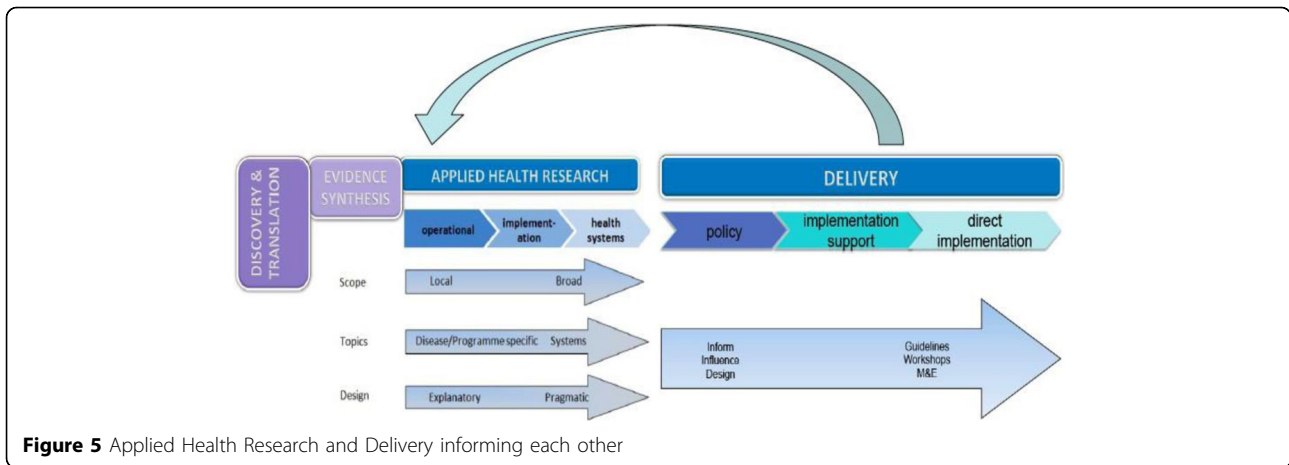 DISCOVERY &
TRANSLATION
EVIDENCE
SYNTHESIS
APPLIED HEALTH RESEARCH
DELIVERY
operational
implement-
ation
health
systems
policy
implementation
support
direct
implementation
Scope
Local
Broad
Topics
Disease/Programme specific
Systems
Design
Explanatory
Pragmatic
Inform
Influence
Design
Guidelines
Workshops
M&E
Figure 5 Applied Health Research and Delivery informing each other